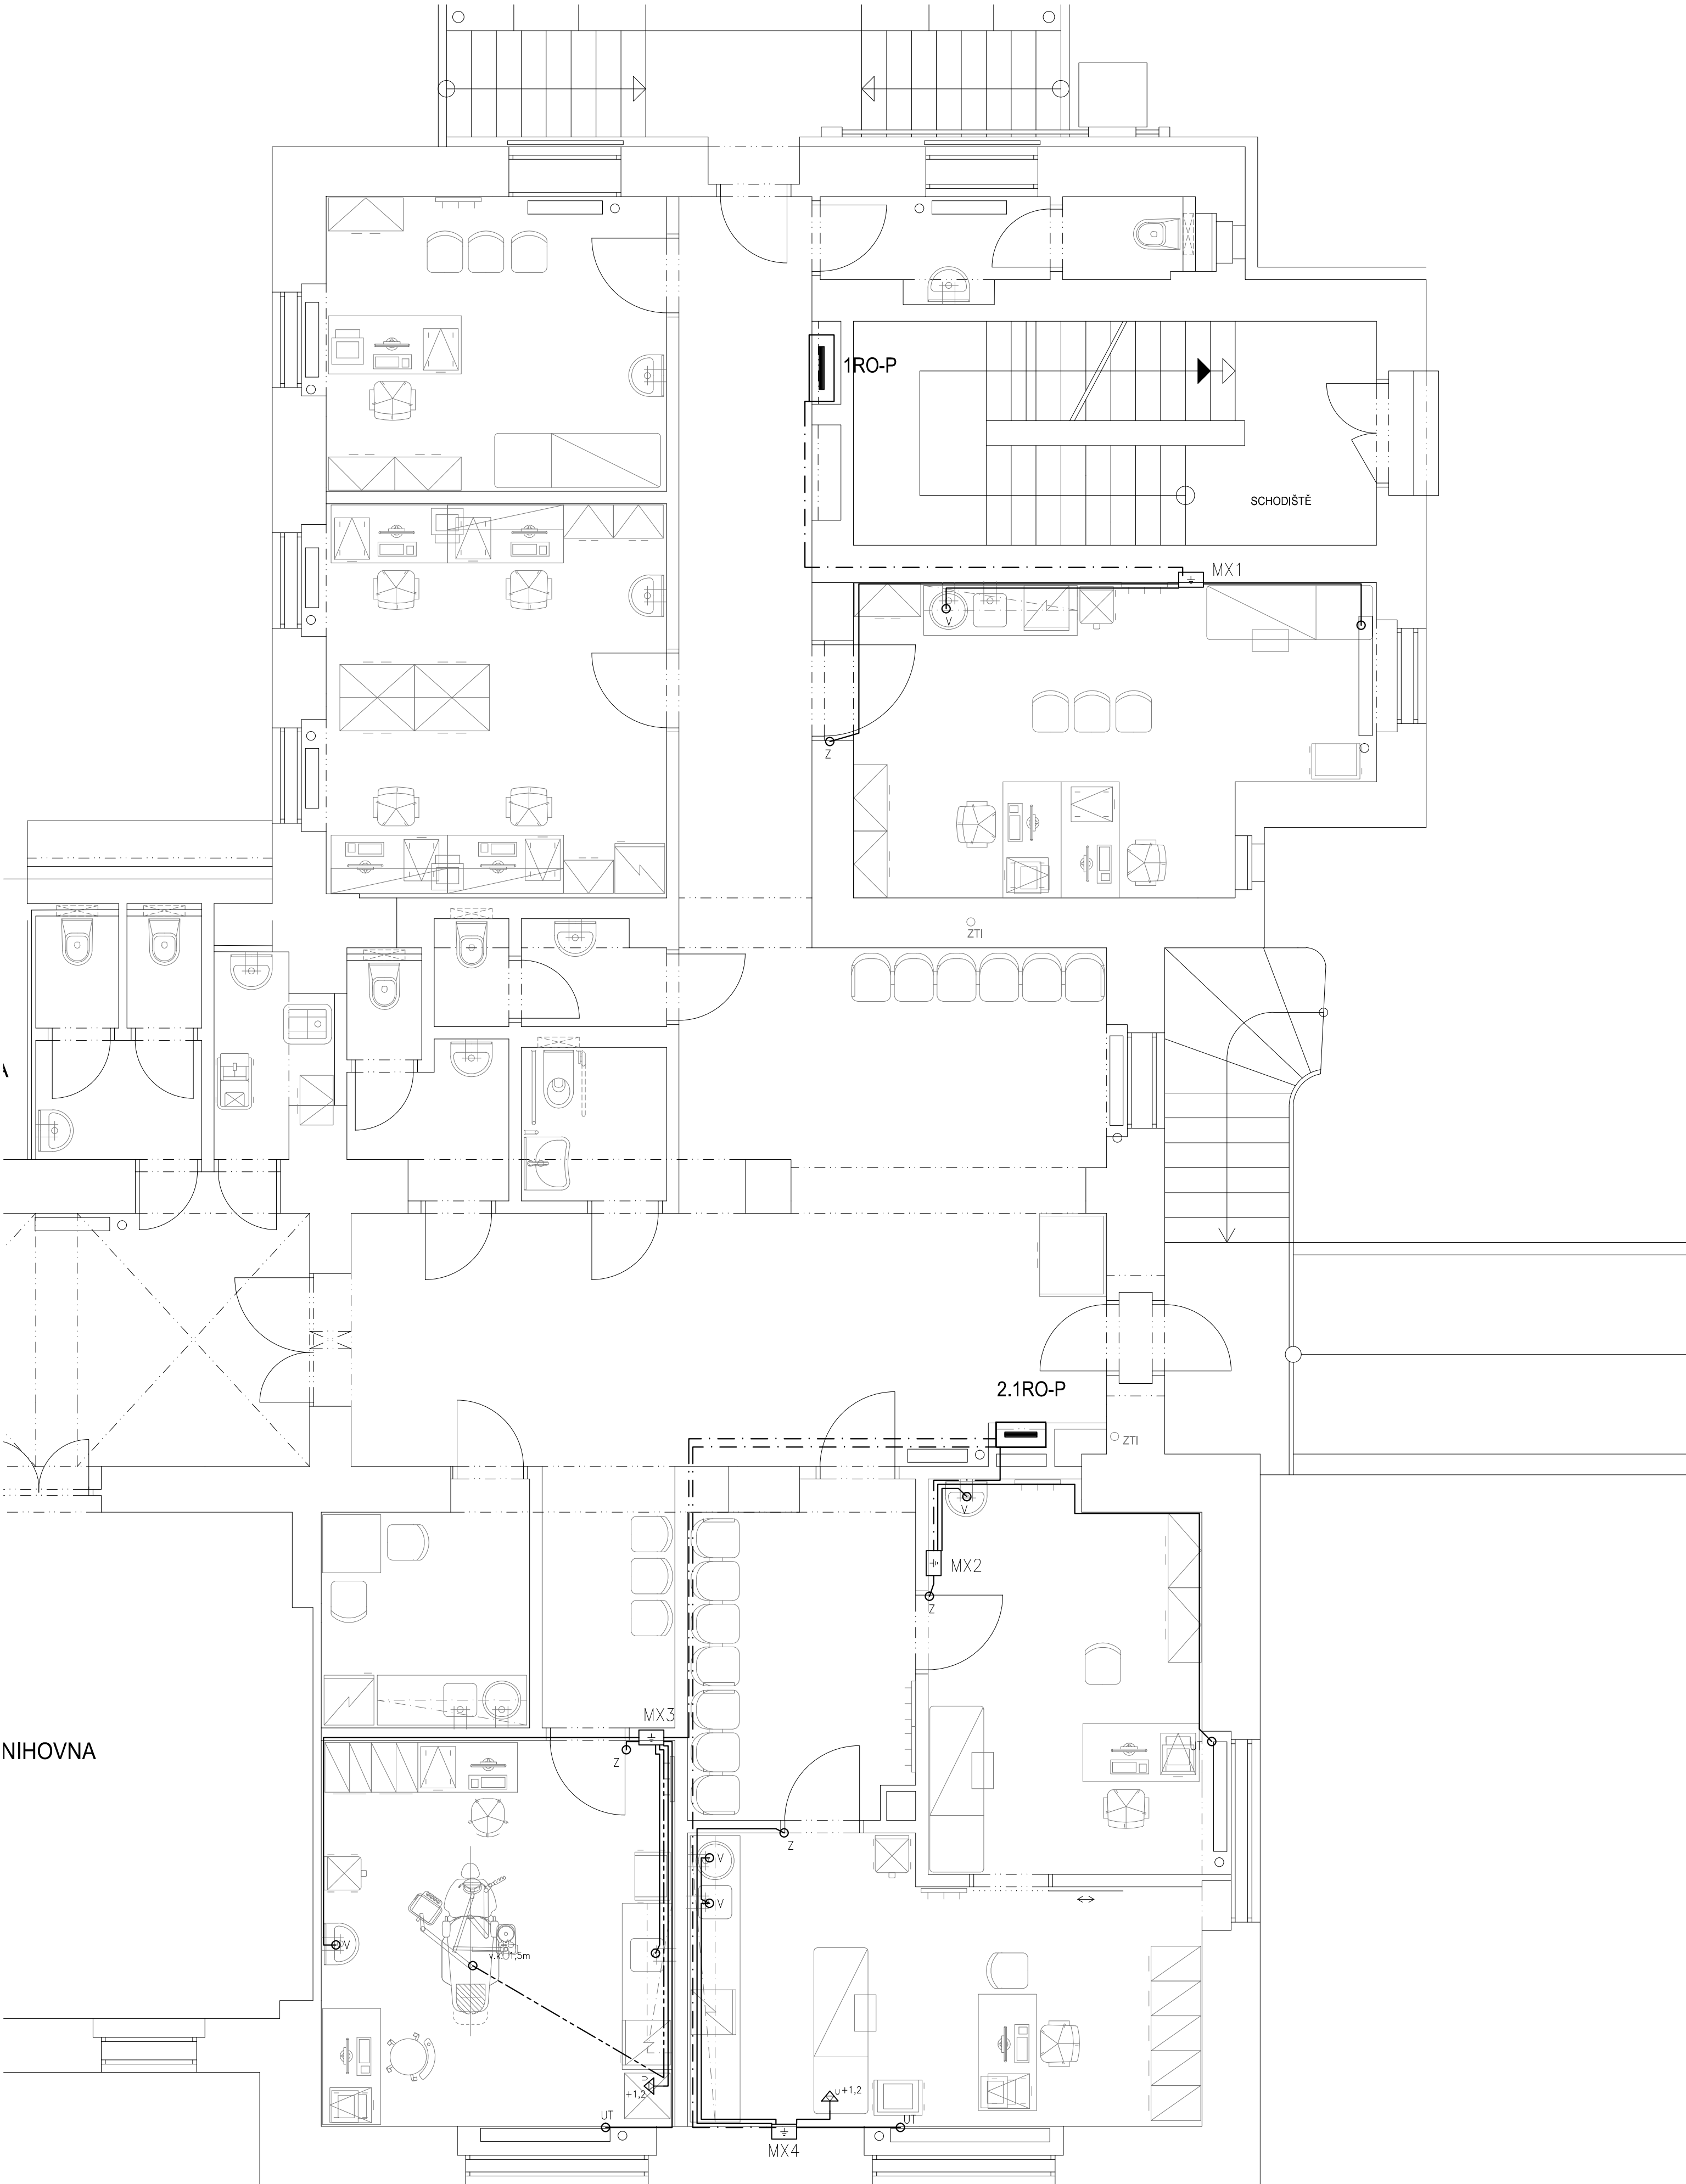 1RO-P
SCHODIŠTĚ
MX1
V
Z
ZTI
A
2.1RO-P
ZTI
V
MX2
Z
MX3
Z
UT
NIHOVNA
Z
V
V
V
v.k. 1,5m
U
+1,2
u+1,2
UT
UT
MX4